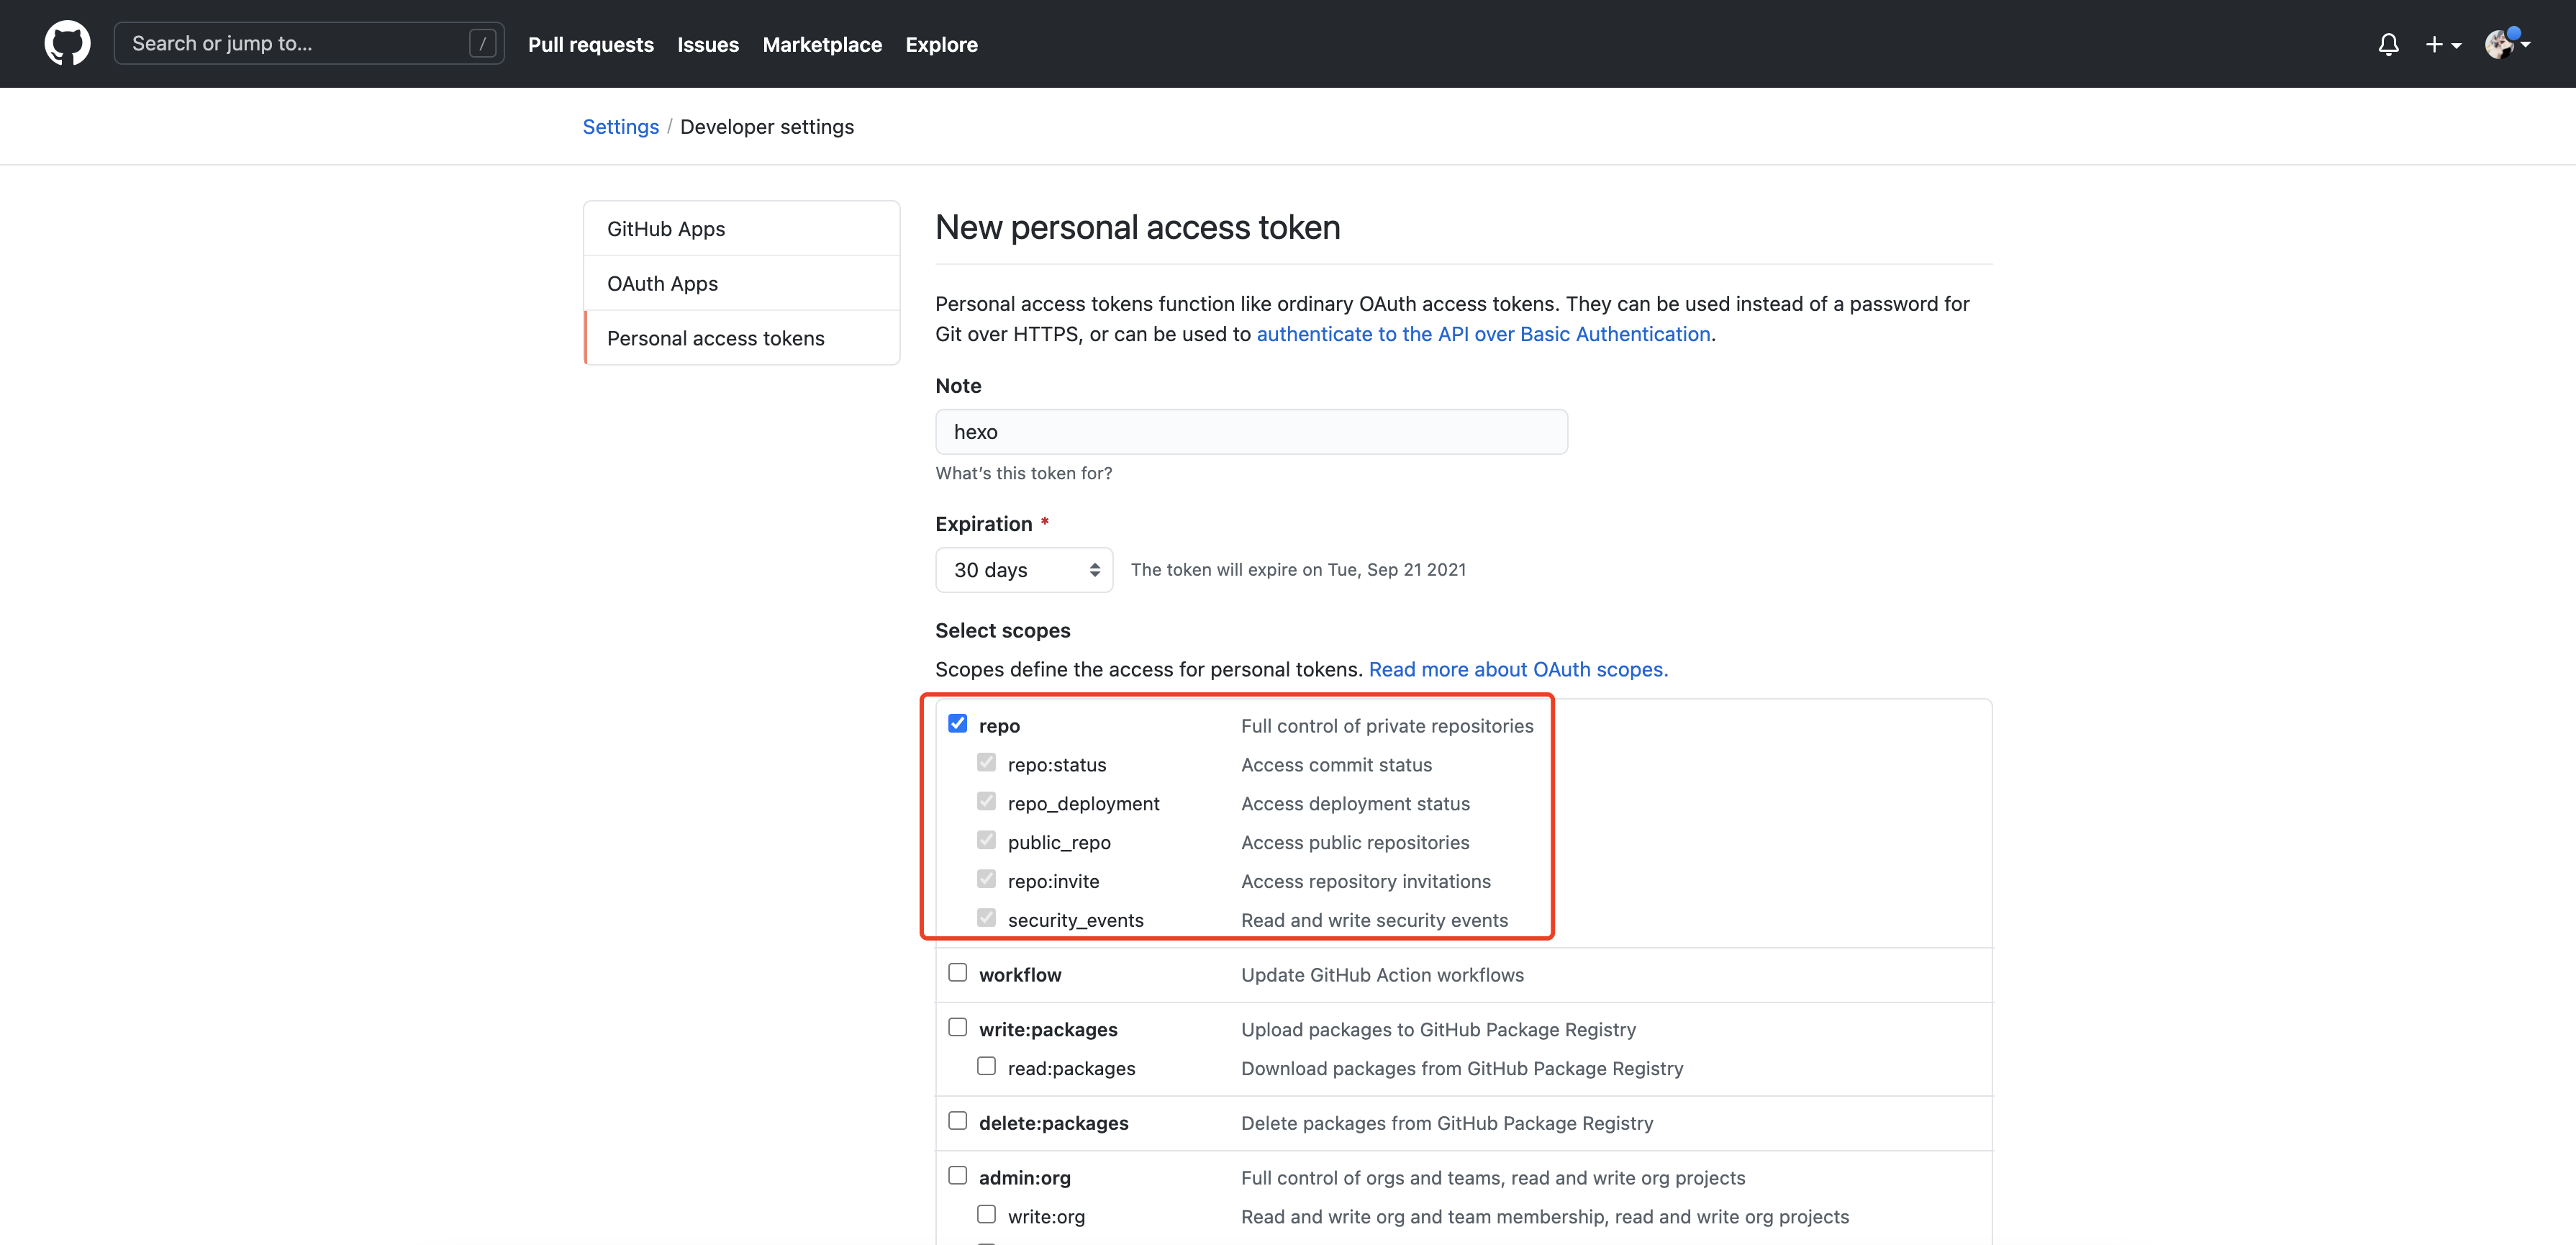 Search or jump to...
/
Pull requests
Issues
Marketplace
Explore
Settings / Developer settings
GitHub Apps
OAuth Apps
Personal access tokens
New personal access token
Personal access tokens function like ordinary OAuth access tokens. They can be used instead of a password for
Git over HTTPS, or can be used to authenticate to the API over Basic Authentication.
Note
hexo
What's this token for?
Expiration *
30 days
The token will expire on Tue, Sep 21 2021
Select scopes
Scopes define the access for personal tokens. Read more about OAuth scopes.
repo Full control of private repositories
repo:status Access commit status
repo_deployment Access deployment status
public_repo Access public repositories
repo:invite Access repository invitations
security_events Read and write security events
workflow Update GitHub Action workflows
write:packages Upload packages to GitHub Package Registry
read:packages Download packages from GitHub Package Registry
delete:packages Delete packages from GitHub Package Registry
admin:org Full control of orgs and teams, read and write org projects
write:org Read and write org and team membership, read and write org projects